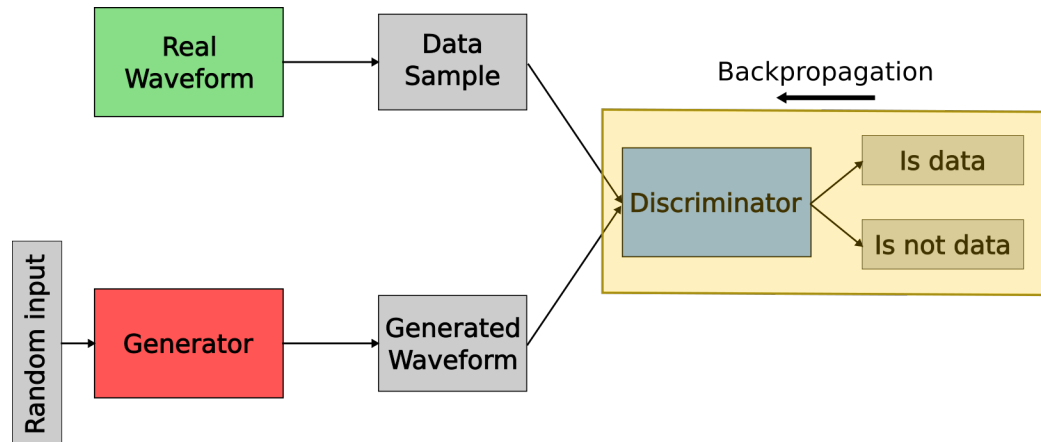 Real
Waveform
Data
Sample
Backpropagation
Discriminator
Is data
Is not data
Random input
Generator
Generated
Waveform